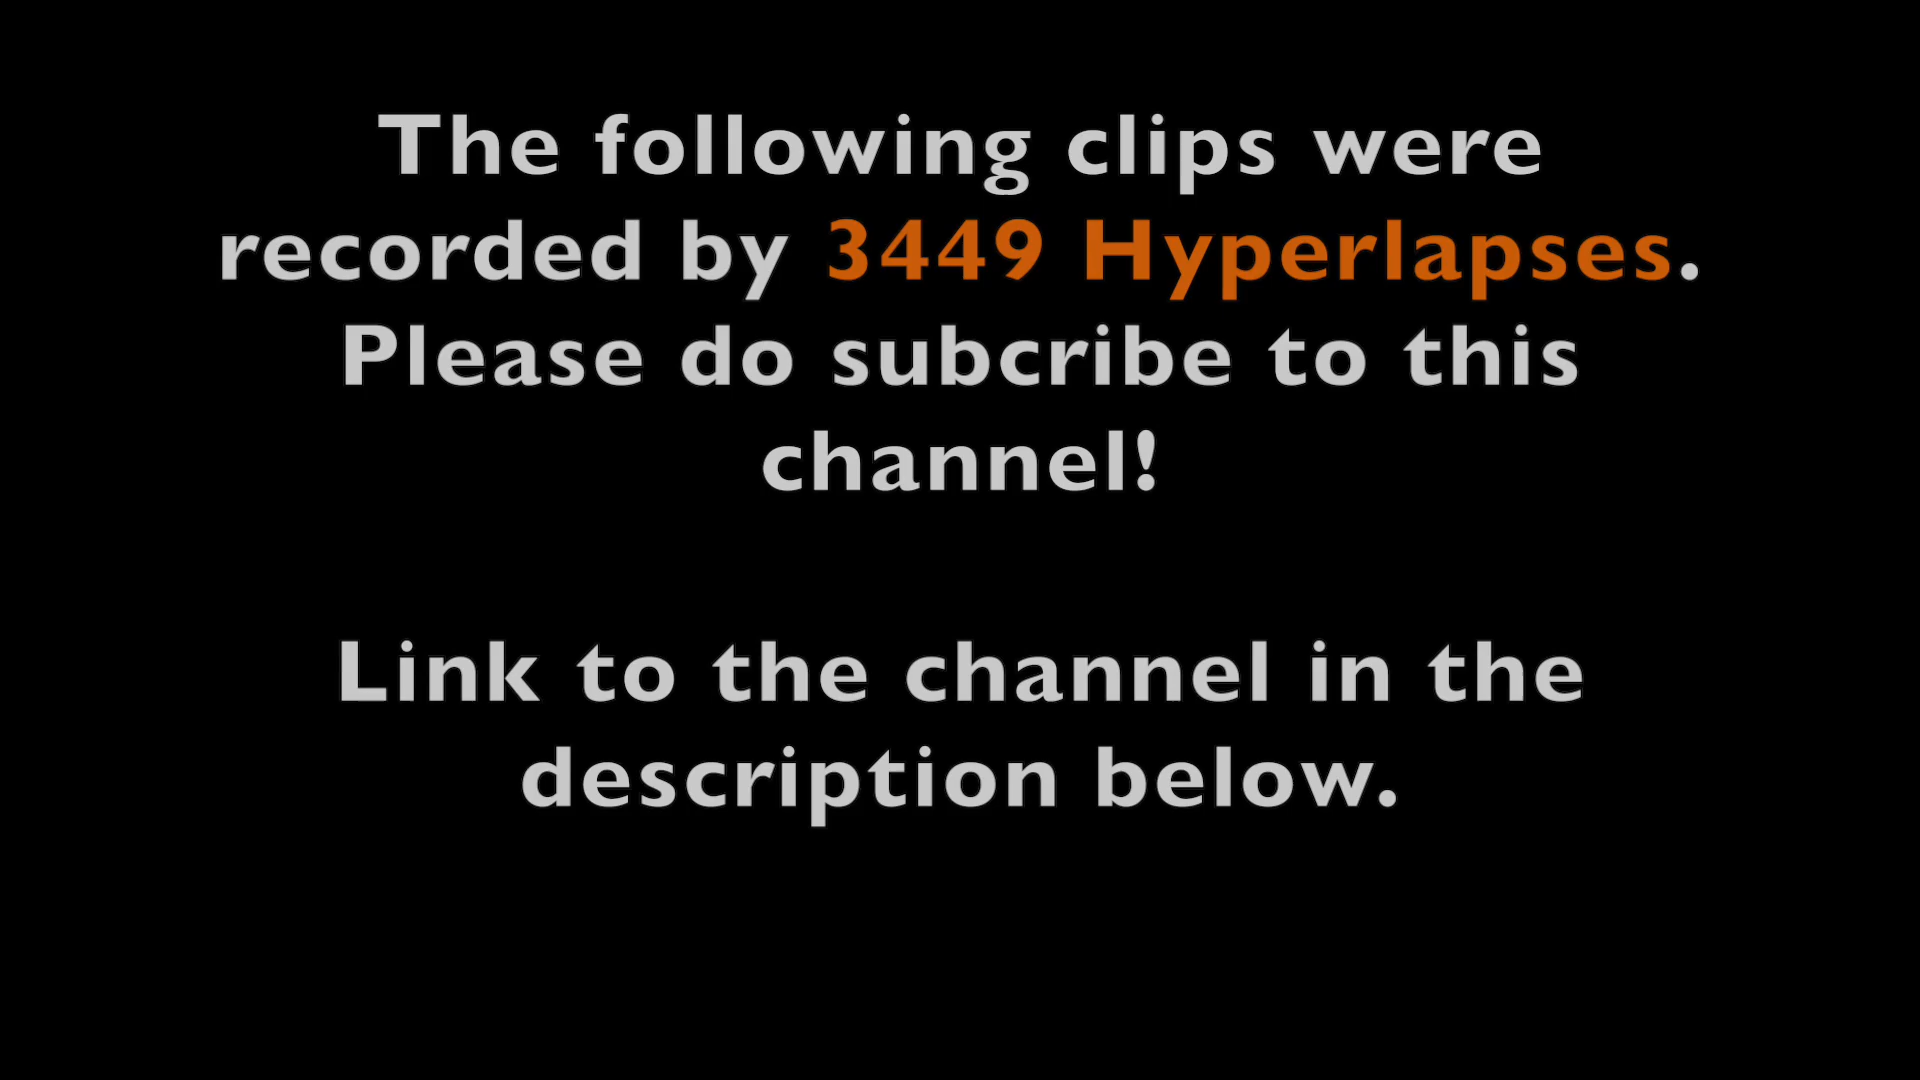 The following clips were
recorded by 3449 Hyperlapses.
Please do subcribe to this
channel!
Link to the channel in the
description below.